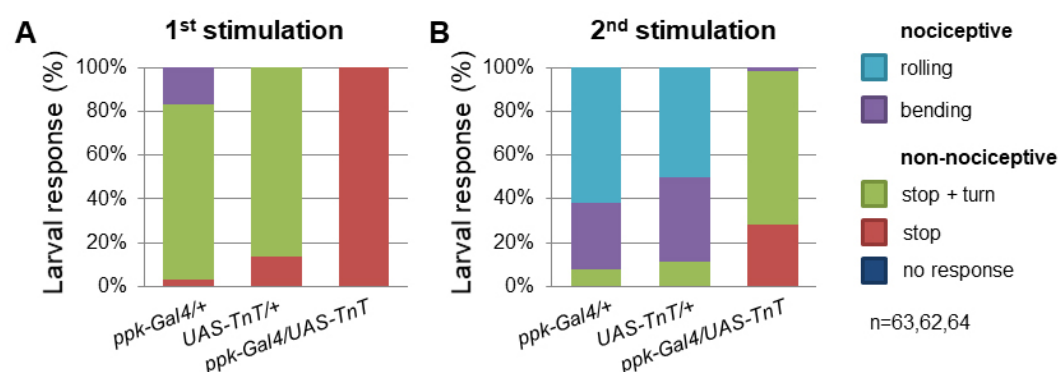 A
1st stimulation
Larval response (%)
100%
80%
60%
40%
20%
0%
ppk-Gal4/+
UAS-TnT/+
ppk-Gal4/UAS-TnT
B
2nd stimulation
Larval response (%)
100%
80%
60%
40%
20%
0%
ppk-Gal4/+
UAS-TnT/+
ppk-Gal4/UAS-TnT
nociceptive
rolling
bending
non-nociceptive
stop + turn
stop
no response
n=63,62,64